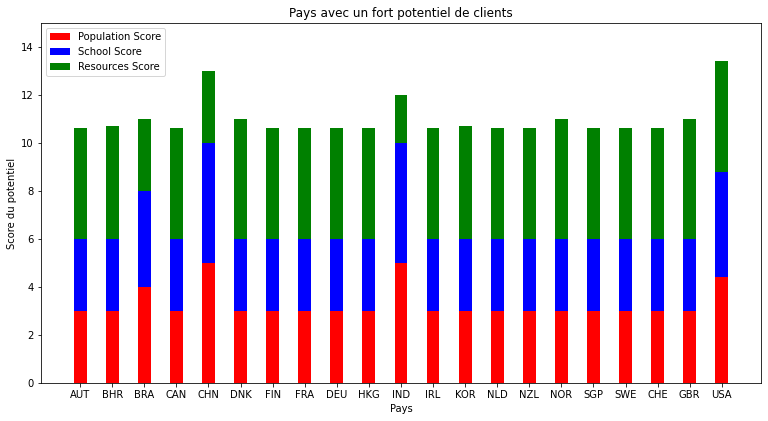 Pays avec un fort potentiel de clients
Population Score
School Score
Resources Score
Score du potentiel
14
12
10
8
6
4
2
0
AUT BHR BRA CAN CHN DNK FIN FRA DEU HKG IND IRL KOR NLD NZL NOR SGP SWE CHE GBR USA
Pays